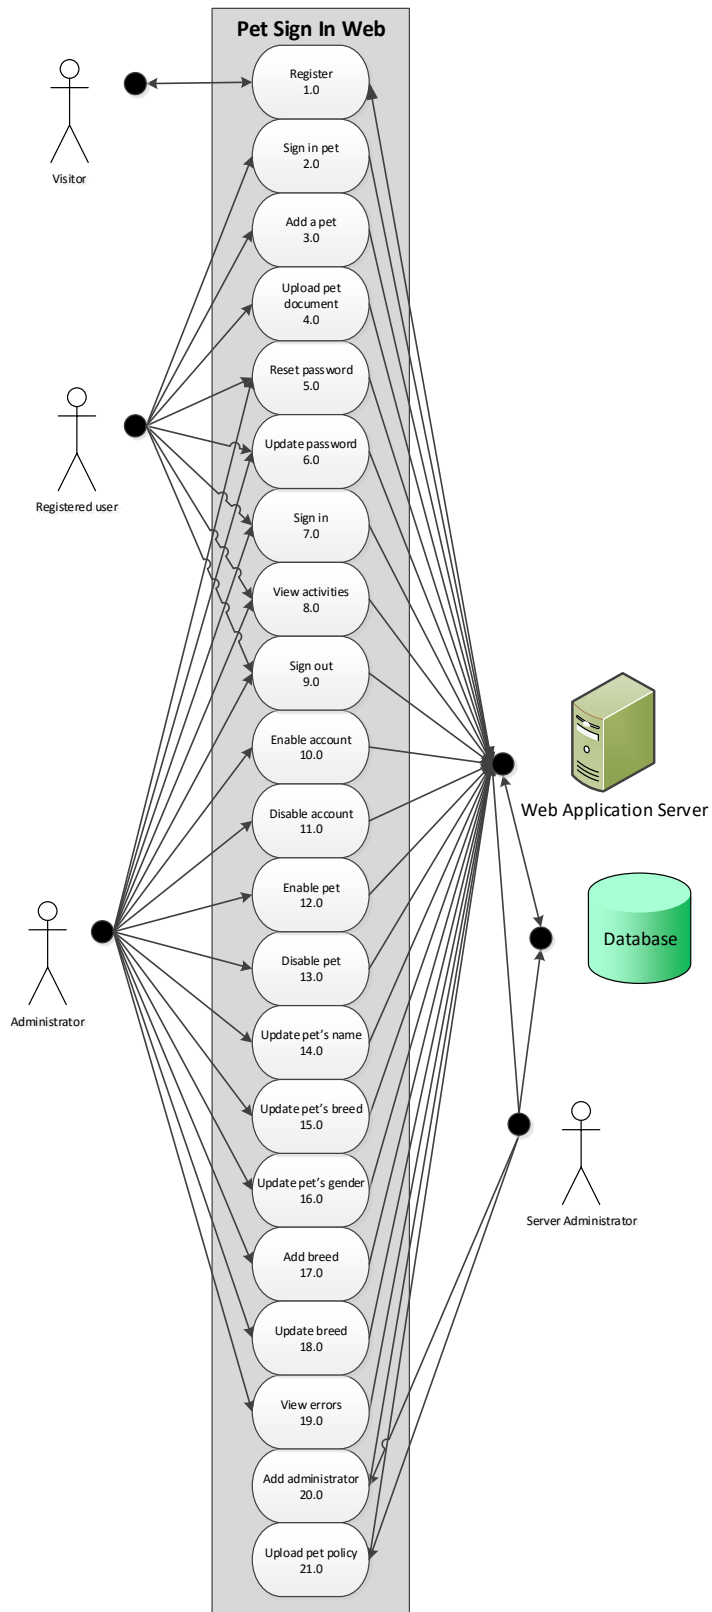 Pet Sign In Web
Register
1.0
Visitor
Sign in pet
2.0
Add a pet
3.0
Upload pet
document
4.0
Reset password
5.0
Update password
6.0
Registered user
Sign in
7.0
View activities
8.0
Sign out
9.0
Enable account
10.0
Disable account
11.0
Web Application Server
Enable pet
12.0
Database
Disable pet
13.0
Administrator
Update pet's name
14.0
Update pet's breed
15.0
Update pet's gender
16.0
Server Administrator
Add breed
17.0
Update breed
18.0
View errors
19.0
Add administrator
20.0
Upload pet policy
21.0